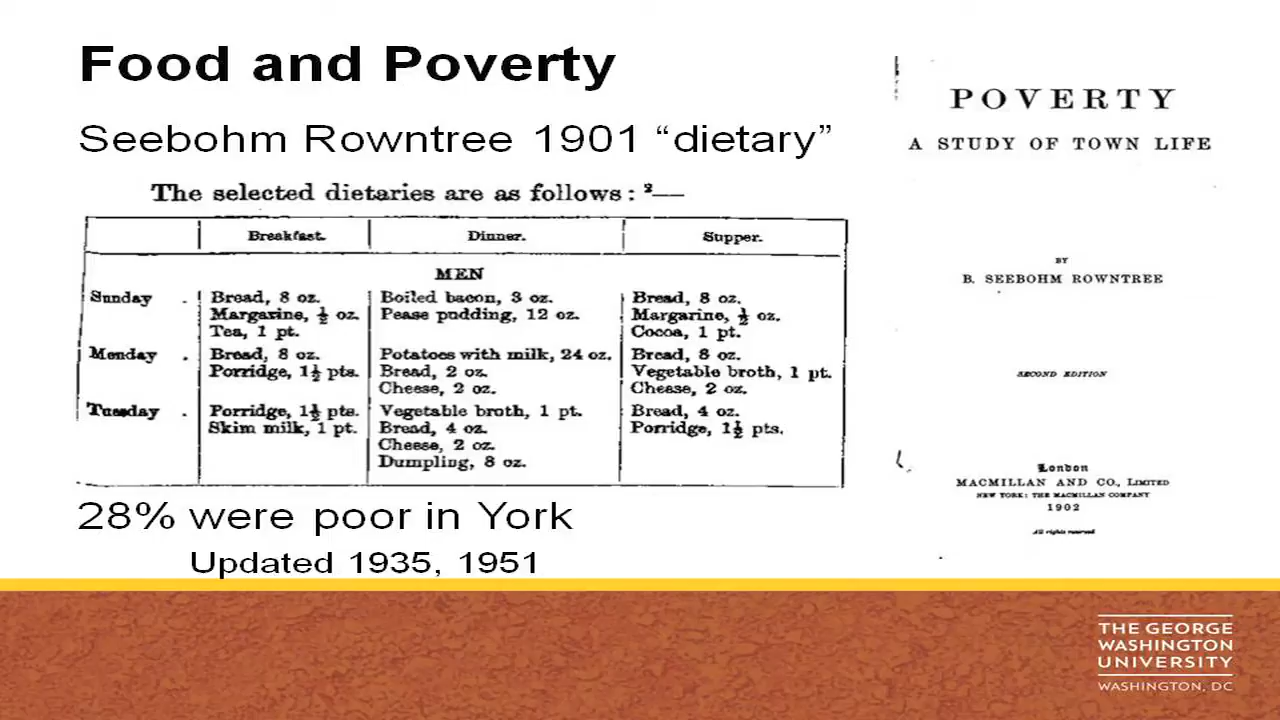 Food and Poverty
Seebohm Rowntree 1901 “dietary”
The selected dietaries are as follows: ²—
Breakfast. Dinner. Supper.
MEN
Sunday . Bread, 8 oz. Boiled bacon, 3 oz. Bread, 8 oz.
Margarine, ½ oz. Pease pudding, 12 oz. Margarine, ½ oz.
Tea, 1 pt. Cocoa, 1 pt.
Monday . Bread, 8 oz. Potatoes with milk, 24 oz. Bread, 8 oz.
Porridge, 1½ pts. Bread, 2 oz. Vegetable broth, 1 pt.
Cheese, 2 oz. Cheese, 2 oz.
Tuesday . Porridge, 1½ pts. Vegetable broth, 1 pt. Bread, 4 oz.
Skim milk, 1 pt. Bread, 4 oz. Porridge, 1½ pts.
Cheese, 2 oz.
Dumpling, 8 oz.
28% were poor in York
Updated 1935, 1951
POVERTY
A STUDY OF TOWN LIFE
BY
B. SEEBOHM ROWNTREE
SECOND EDITION
London
MACMILLAN AND CO., LIMITED
NEW YORK: THE MACMILLAN COMPANY
1902
All rights reserved
THE GEORGE
WASHINGTON
UNIVERSITY
WASHINGTON, DC